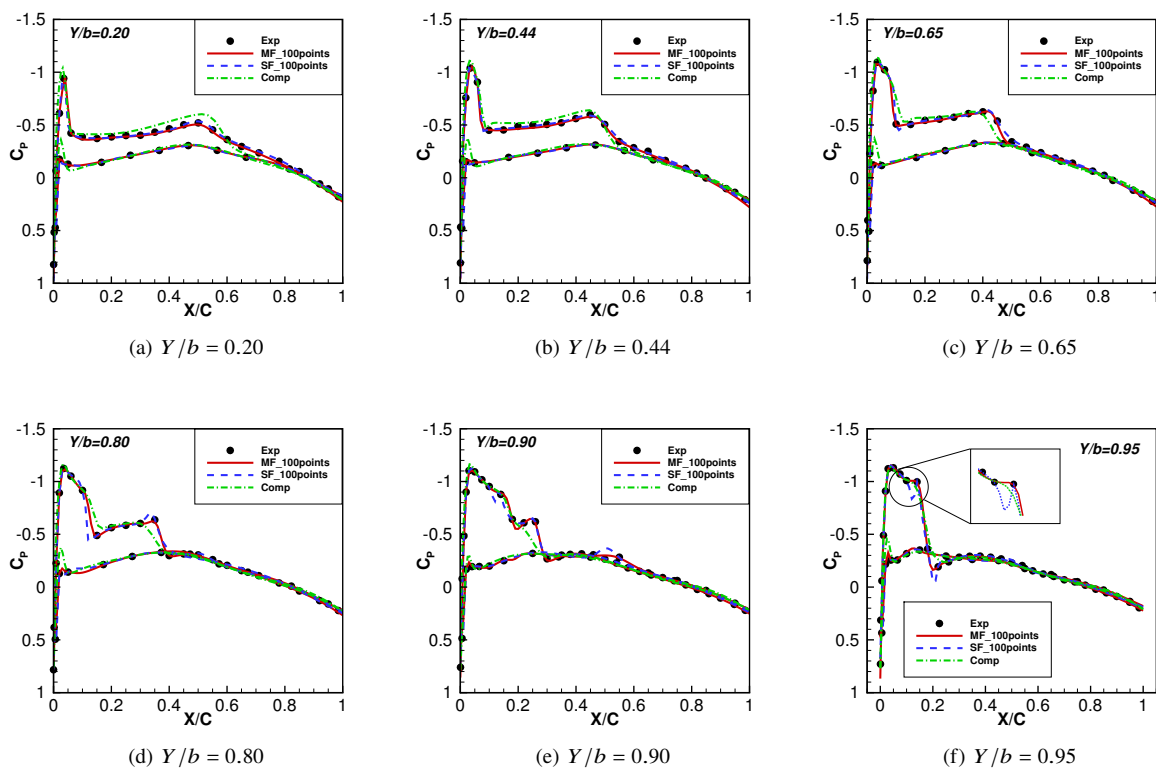 Y/b=0.20
Exp
MF_100points
SF_100points
Comp
-1.5
-1
-0.5
0
0.5
1
C_P
0 0.2 0.4 0.6 0.8 1
X/C
(a) Y/b = 0.20
Y/b=0.44
Exp
MF_100points
SF_100points
Comp
-1.5
-1
-0.5
0
0.5
1
C_P
0 0.2 0.4 0.6 0.8 1
X/C
(b) Y/b = 0.44
Y/b=0.65
Exp
MF_100points
SF_100points
Comp
-1.5
-1
-0.5
0
0.5
1
C_P
0 0.2 0.4 0.6 0.8 1
X/C
(c) Y/b = 0.65
Y/b=0.80
Exp
MF_100points
SF_100points
Comp
-1.5
-1
-0.5
0
0.5
1
C_P
0 0.2 0.4 0.6 0.8 1
X/C
(d) Y/b = 0.80
Y/b=0.90
Exp
MF_100points
SF_100points
Comp
-1.5
-1
-0.5
0
0.5
1
C_P
0 0.2 0.4 0.6 0.8 1
X/C
(e) Y/b = 0.90
Y/b=0.95
Exp
MF_100points
SF_100points
Comp
-1.5
-1
-0.5
0
0.5
1
C_P
0 0.2 0.4 0.6 0.8 1
X/C
(f) Y/b = 0.95